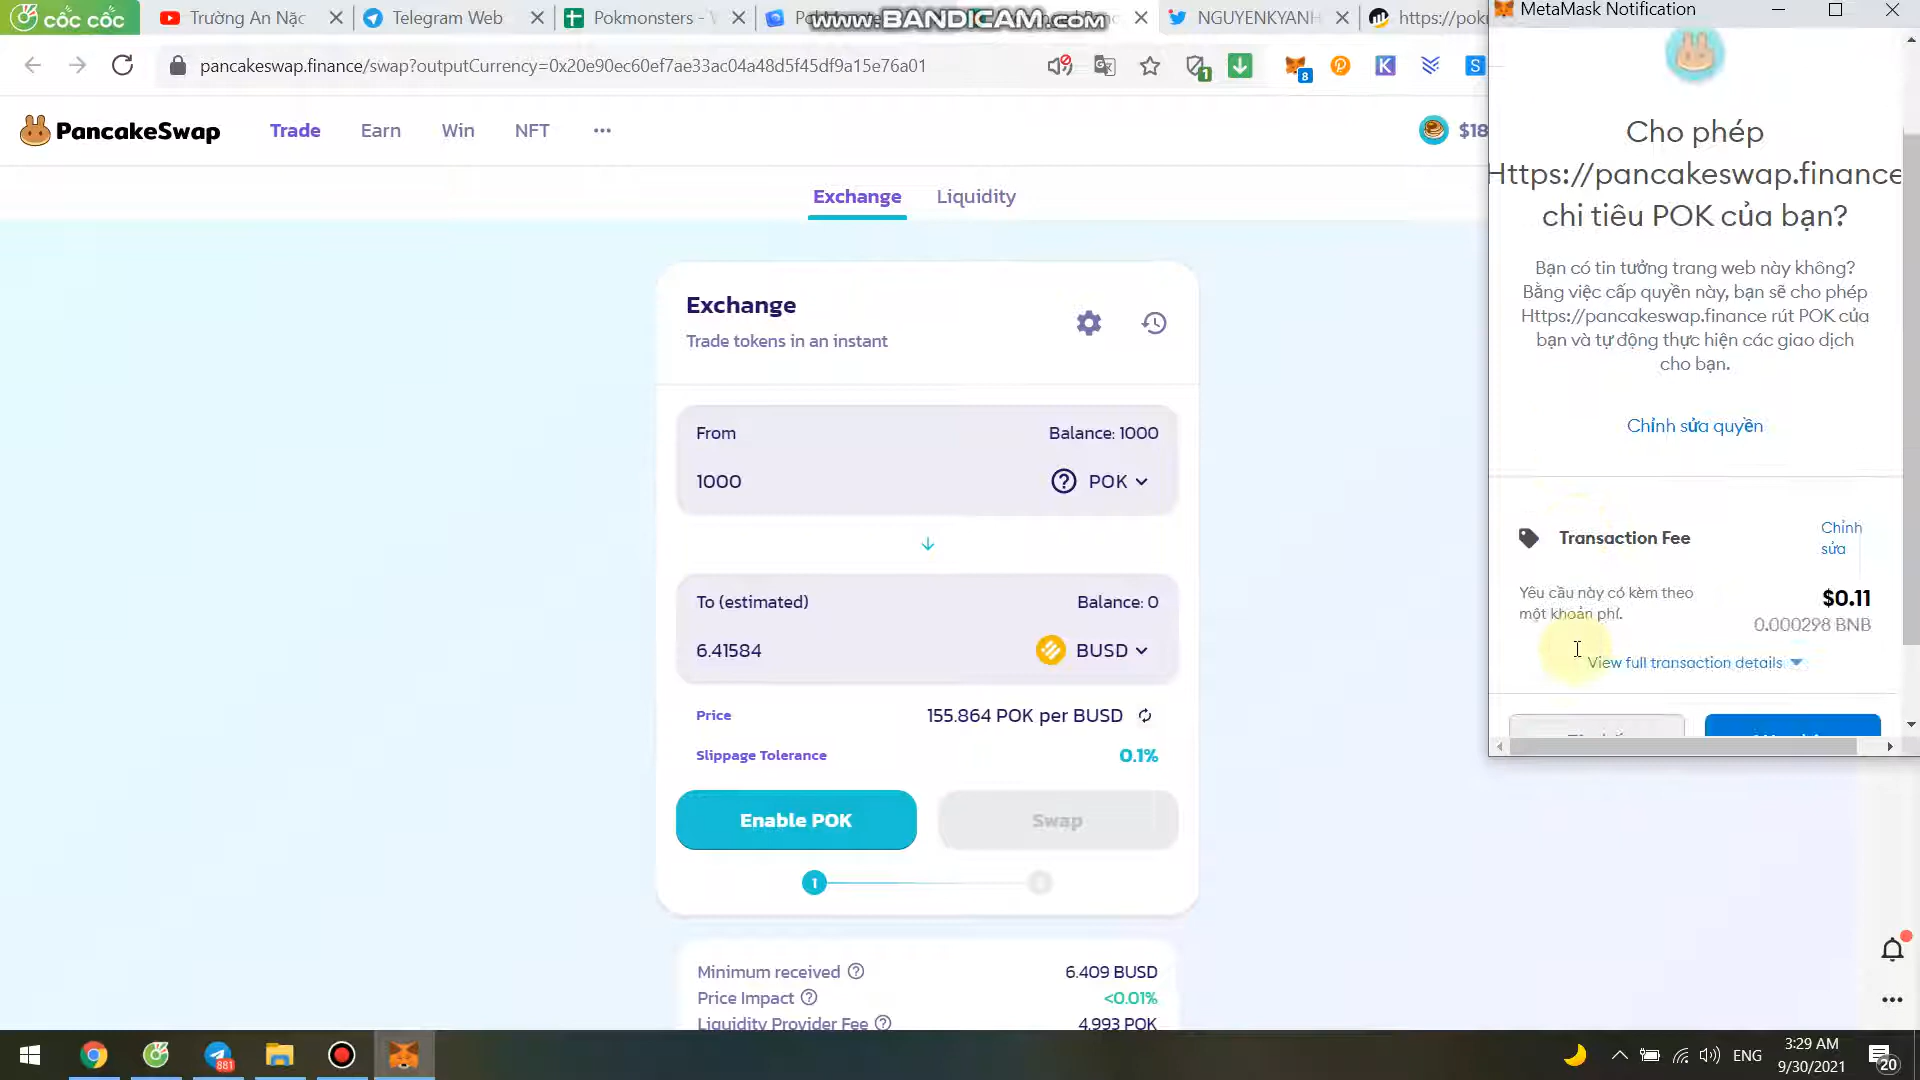 cốc cốc
Trường An Nặc
Telegram Web
Pokmonsters -
www.BANDICAM.com
NGUYENKYANH
https://pok
MetaMask Notification
pancakeswap.finance/swap?outputCurrency=0x20e90ec60ef7ae33ac04a48d5f45df9a15e76a01
1
8
K
S
PancakeSwap
Trade
Earn
Win
NFT
$18
Exchange
Liquidity
Exchange
Trade tokens in an instant
From
Balance: 1000
1000
POK
To (estimated)
Balance: 0
6.41584
BUSD
Price
155.864 POK per BUSD
Slippage Tolerance
0.1%
Enable POK
Swap
1
Minimum received
6.409 BUSD
Price Impact
<0.01%
Liquidity Provider Fee
4.993 POK
Cho phép
Https://pancakeswap.finance
chi tiêu POK của bạn?
Bạn có tin tưởng trang web này không?
Bằng việc cấp quyền này, bạn sẽ cho phép
Https://pancakeswap.finance rút POK của
bạn và tự động thực hiện các giao dịch
cho bạn.
Chỉnh sửa quyền
Transaction Fee
Chỉnh
sửa
Yêu cầu này có kèm theo
một khoản phí.
$0.11
0.000298 BNB
View full transaction details
881
ENG
3:29 AM
9/30/2021
20